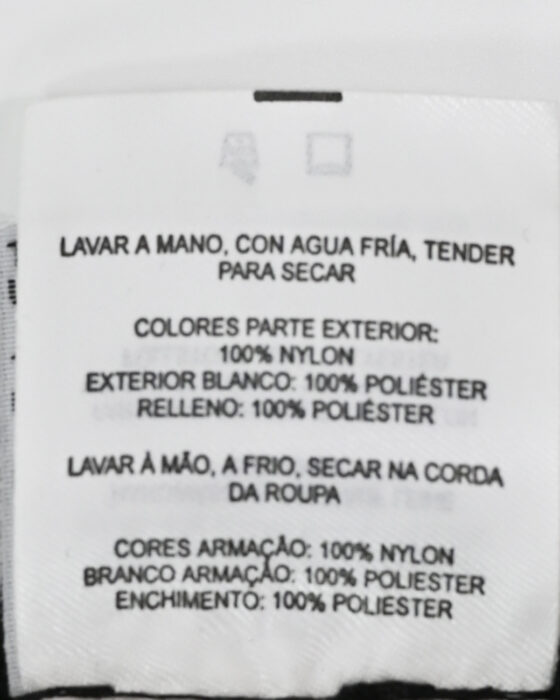 LAVAR A MANO, CON AGUA FRÍA, TENDER
PARA SECAR
COLORES PARTE EXTERIOR:
100% NYLON
EXTERIOR BLANCO: 100% POLIÉSTER
RELLENO: 100% POLIÉSTER
LAVAR À MÃO, A FRIO, SECAR NA CORDA
DA ROUPA
CORES ARMAÇÃO: 100% NYLON
BRANCO ARMAÇÃO: 100% POLIESTER
ENCHIMENTO: 100% POLIESTER